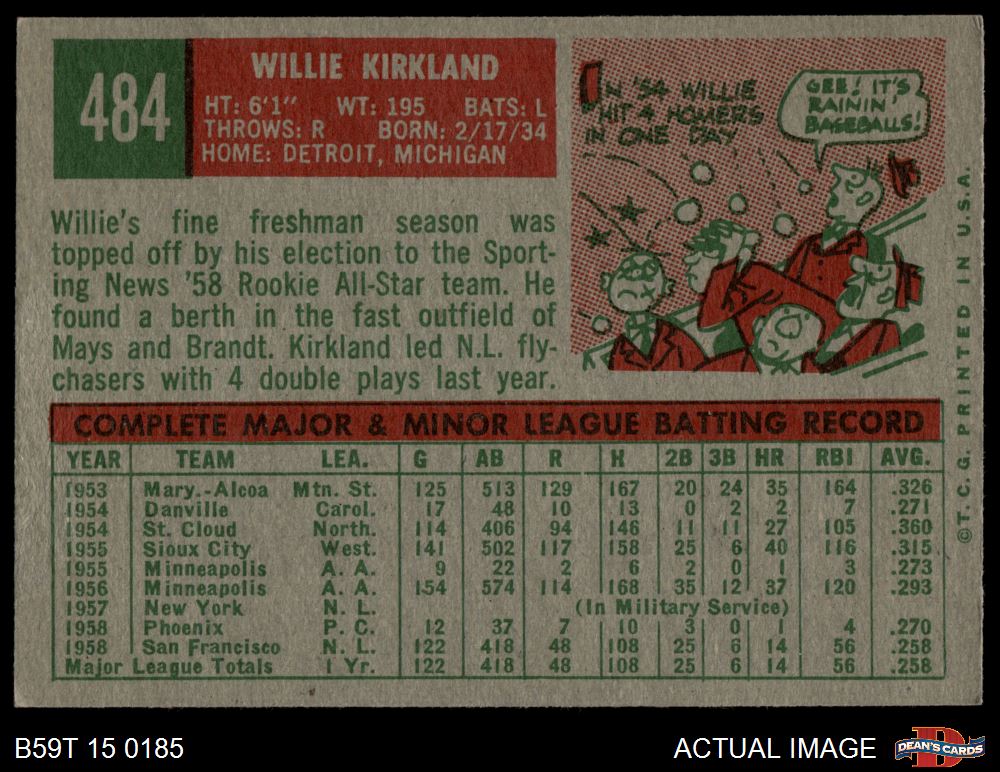 484
WILLIE KIRKLAND
HT: 6'1" WT: 195 BATS: L
THROWS: R BORN: 2/17/34
HOME: DETROIT, MICHIGAN
IN '54 WILLIE
HIT 4 HOMERS
IN ONE DAY
GEE! IT'S
RAININ'
BASEBALLS!
Willie's fine freshman season was
topped off by his election to the Sport-
ing News '58 Rookie All-Star team. He
found a berth in the fast outfield of
Mays and Brandt. Kirkland led N.L. fly-
chasers with 4 double plays last year.
COMPLETE MAJOR & MINOR LEAGUE BATTING RECORD
YEAR TEAM LEA. G AB R H 2B 3B HR RBI AVG.
1953 Mary.-Alcoa Mtn. St. 125 513 129 167 20 24 35 164 .326
1954 Danville Carol. 17 48 10 13 0 2 2 7 .271
1954 St. Cloud North. 114 406 94 146 11 11 27 105 .360
1955 Sioux City West. 141 502 117 158 25 6 40 116 .315
1955 Minneapolis A. A. 9 22 2 6 2 0 1 3 .273
1956 Minneapolis A. A. 154 574 114 168 35 12 37 120 .293
1957 New York N. L. (In Military Service)
1958 Phoenix P. C. 12 37 7 10 3 0 1 4 .270
1958 San Francisco N. L. 122 418 48 108 25 6 14 56 .258
Major League Totals 1 Yr. 122 418 48 108 25 6 14 56 .258
© T. C. G. PRINTED IN U.S.A.
B59T 15 0185
ACTUAL IMAGE
D
DEAN'S CARDS